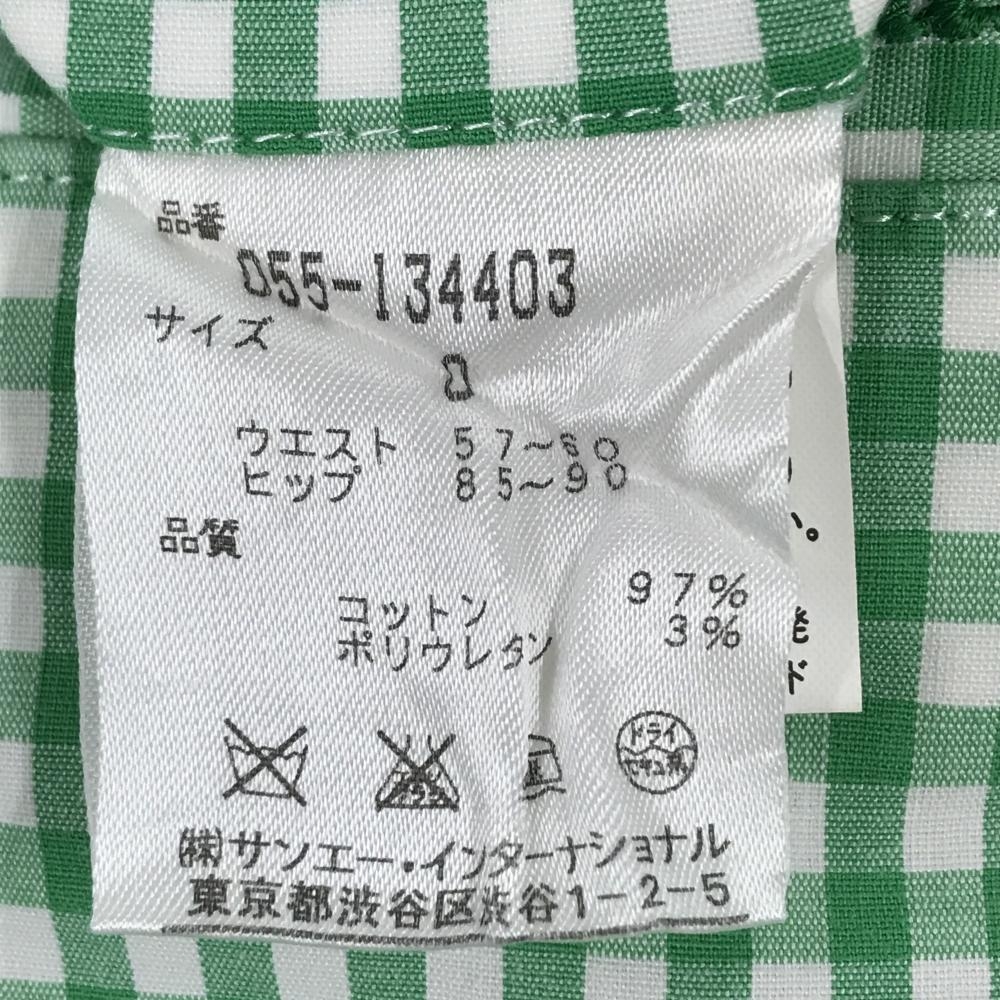 品番
055-134403
サイズ
0
ウエスト 57~60
ヒップ 85~90
品質
コットン 97%
ポリウレタン 3%
ドライ
(株)サンエー・インターナショナル
東京都渋谷区渋谷1-2-5